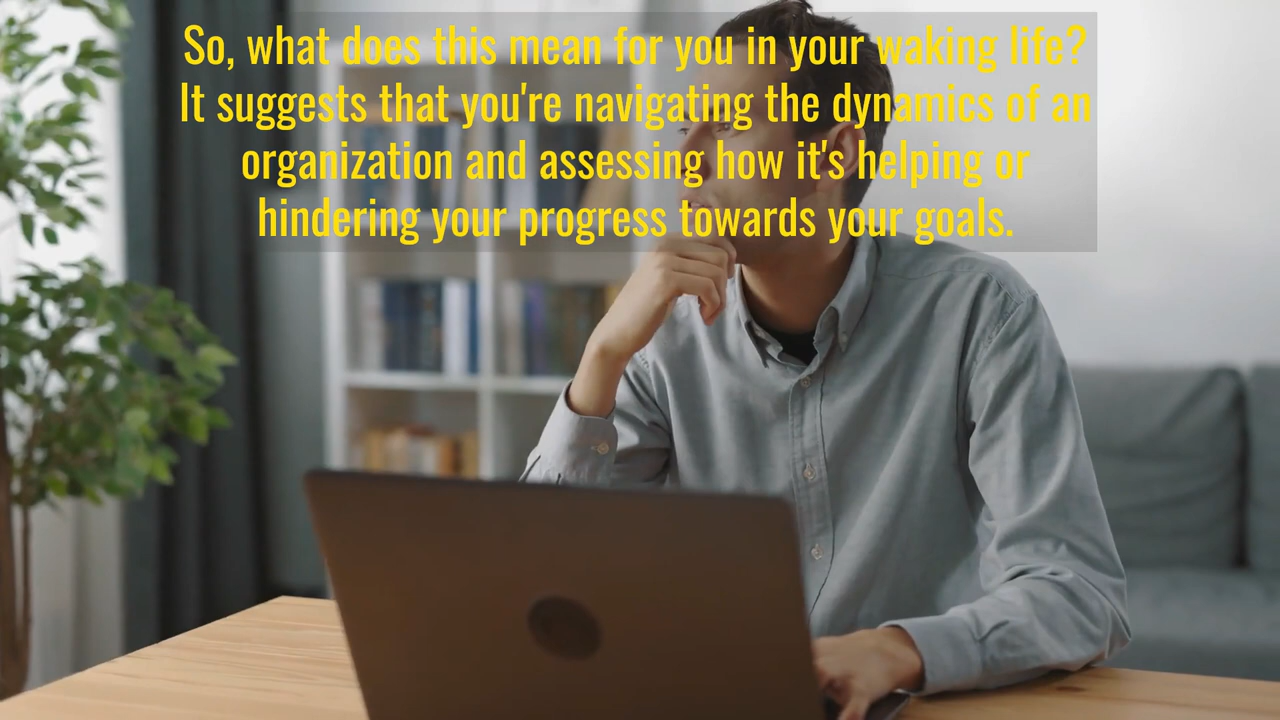 So, what does this mean for you in your waking life?
It suggests that you're navigating the dynamics of an
organization and assessing how it's helping or
hindering your progress towards your goals.